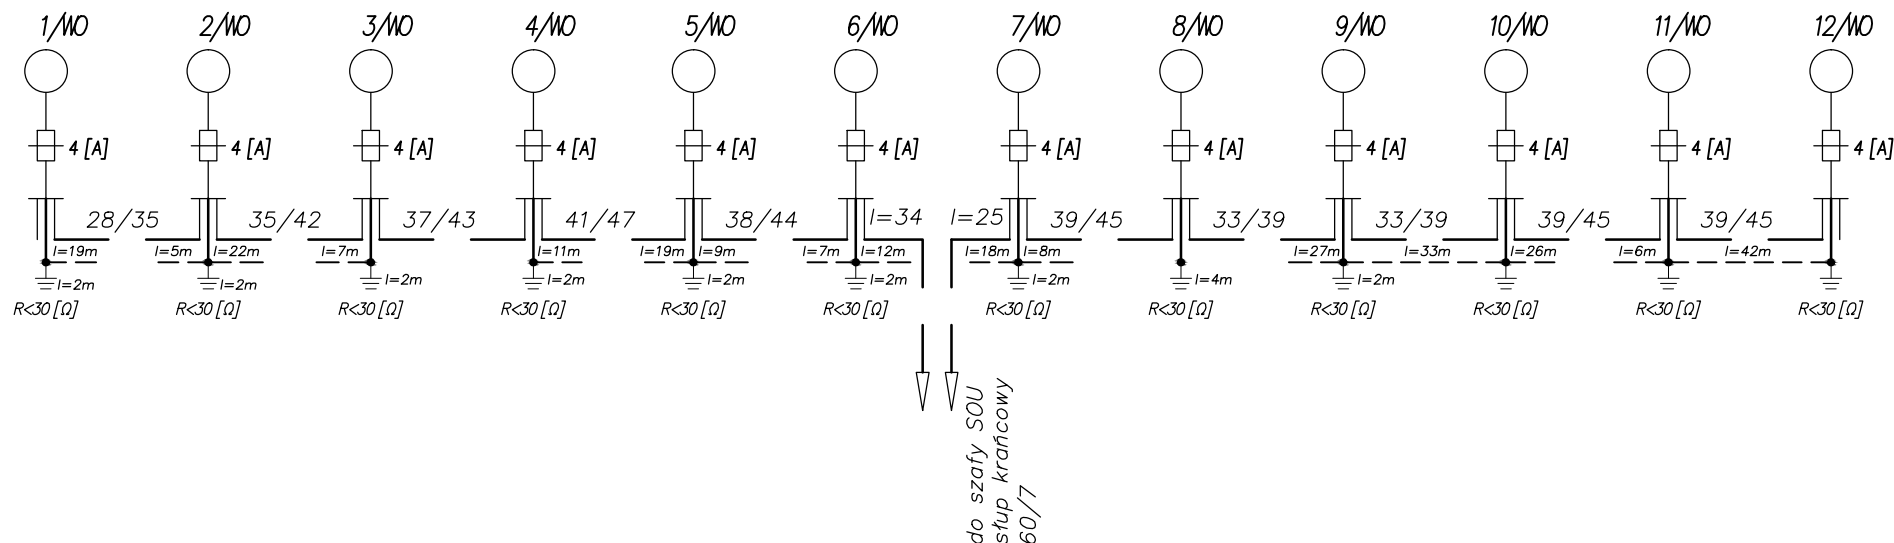 1/WO 2/WO 3/WO 4/WO 5/WO 6/WO 7/WO 8/WO 9/WO 10/WO 11/WO 12/WO
4 [A] 4 [A] 4 [A] 4 [A] 4 [A] 4 [A] 4 [A] 4 [A] 4 [A] 4 [A] 4 [A] 4 [A]
28/35 35/42 37/43 41/47 38/44 l=34 l=25 39/45 33/39 33/39 39/45 39/45
l=19m l=5m l=22m l=7m l=11m l=19m l=9m l=7m l=12m l=18m l=8m l=27m l=33m l=26m l=6m l=42m
l=2m l=2m l=2m l=2m l=2m l=2m l=2m l=4m l=2m
R<30[Ω] R<30[Ω] R<30[Ω] R<30[Ω] R<30[Ω] R<30[Ω] R<30[Ω] R<30[Ω] R<30[Ω] R<30[Ω] R<30[Ω] R<30[Ω]
do szafy SOU
słup krańcowy
60/7